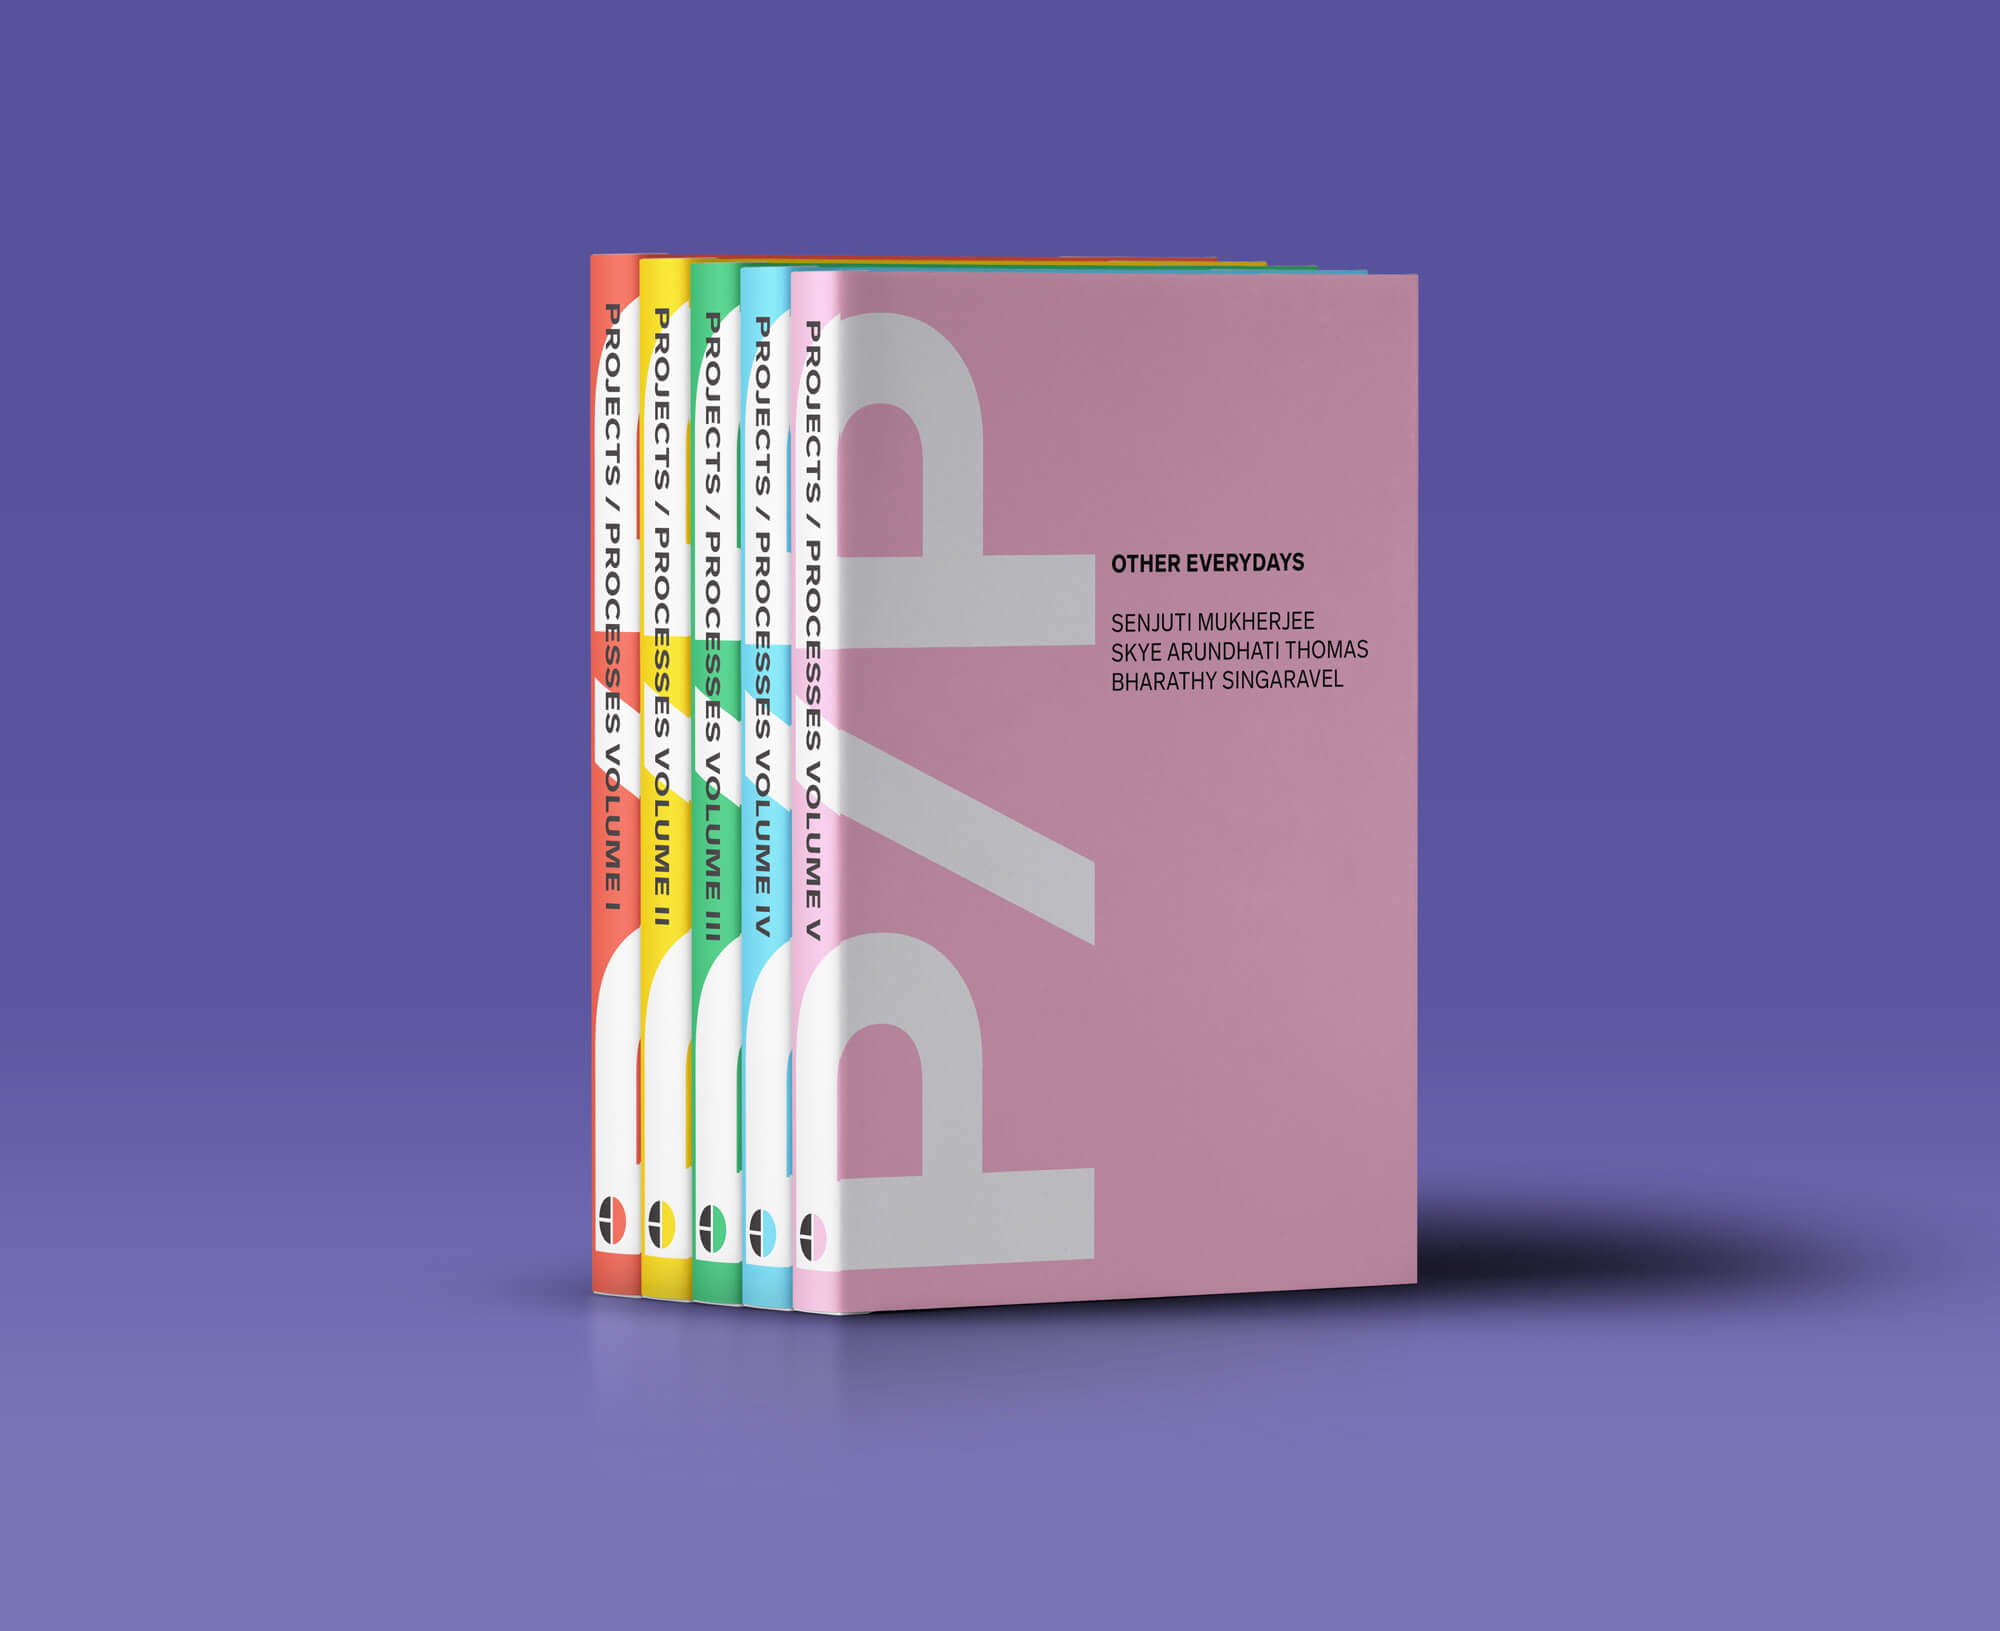 PROJECTS / PROCESSES VOLUME I
PROJECTS / PROCESSES VOLUME II
PROJECTS / PROCESSES VOLUME III
PROJECTS / PROCESSES VOLUME IV
PROJECTS / PROCESSES VOLUME V
P/P
OTHER EVERYDAYS
SENJUTI MUKHERJEE
SKYE ARUNDHATI THOMAS
BHARATHY SINGARAVEL